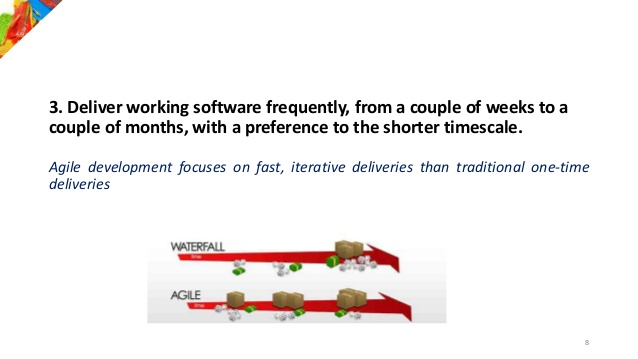 3. Deliver working software frequently, from a couple of weeks to a
couple of months, with a preference to the shorter timescale.
Agile development focuses on fast, iterative deliveries than traditional one-time
deliveries
WATERFALL
time
AGILE
time
8